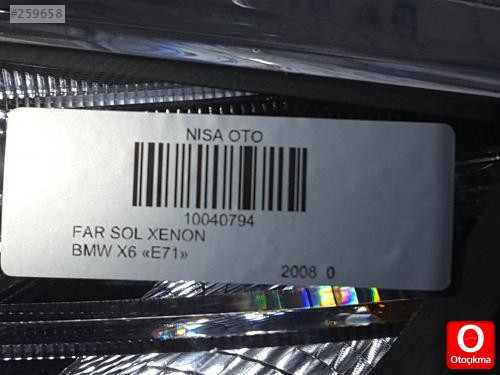 #259658
NISA OTO
10040794
FAR SOL XENON
BMW X6 «E71»
2008 0
Otoçıkma